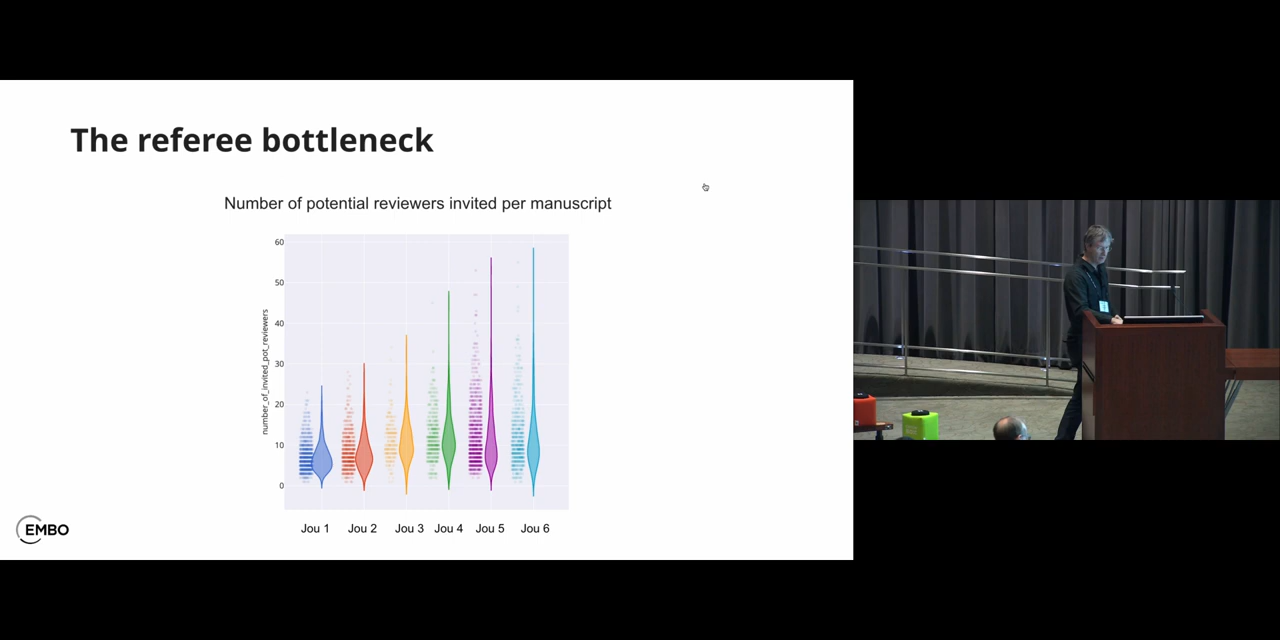 The referee bottleneck
Number of potential reviewers invited per manuscript
number_of_invited_pot_reviewers
60
50
40
30
20
10
0
Jou 1 Jou 2 Jou 3 Jou 4 Jou 5 Jou 6
EMBO